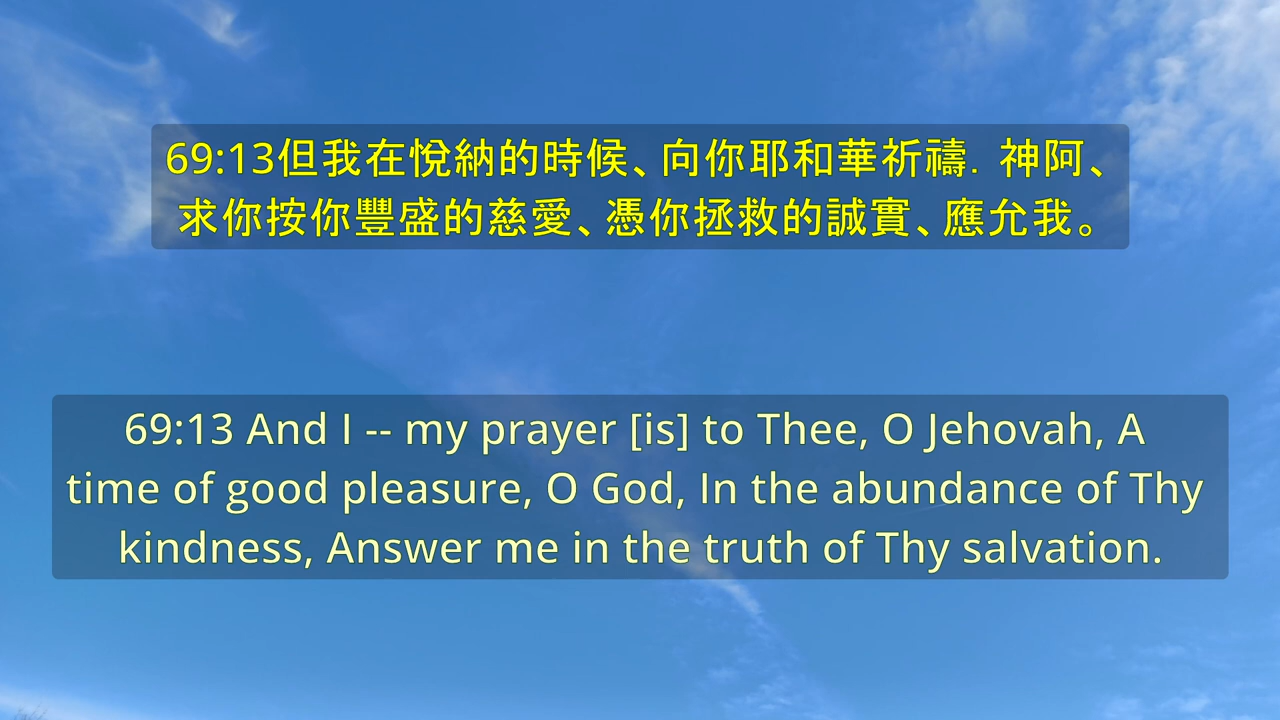 69:13但我在悅納的時候、向你耶和華祈禱．神阿、
求你按你豐盛的慈愛、憑你拯救的誠實、應允我。
69:13 And I -- my prayer [is] to Thee, O Jehovah, A
time of good pleasure, O God, In the abundance of Thy
kindness, Answer me in the truth of Thy salvation.